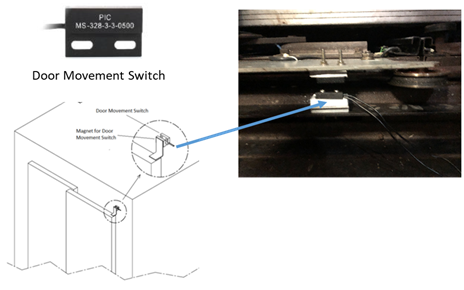 PIC
MS-328-3-3-0500
Door Movement Switch
Door Movement Switch
Magnet for Door
Movement Switch